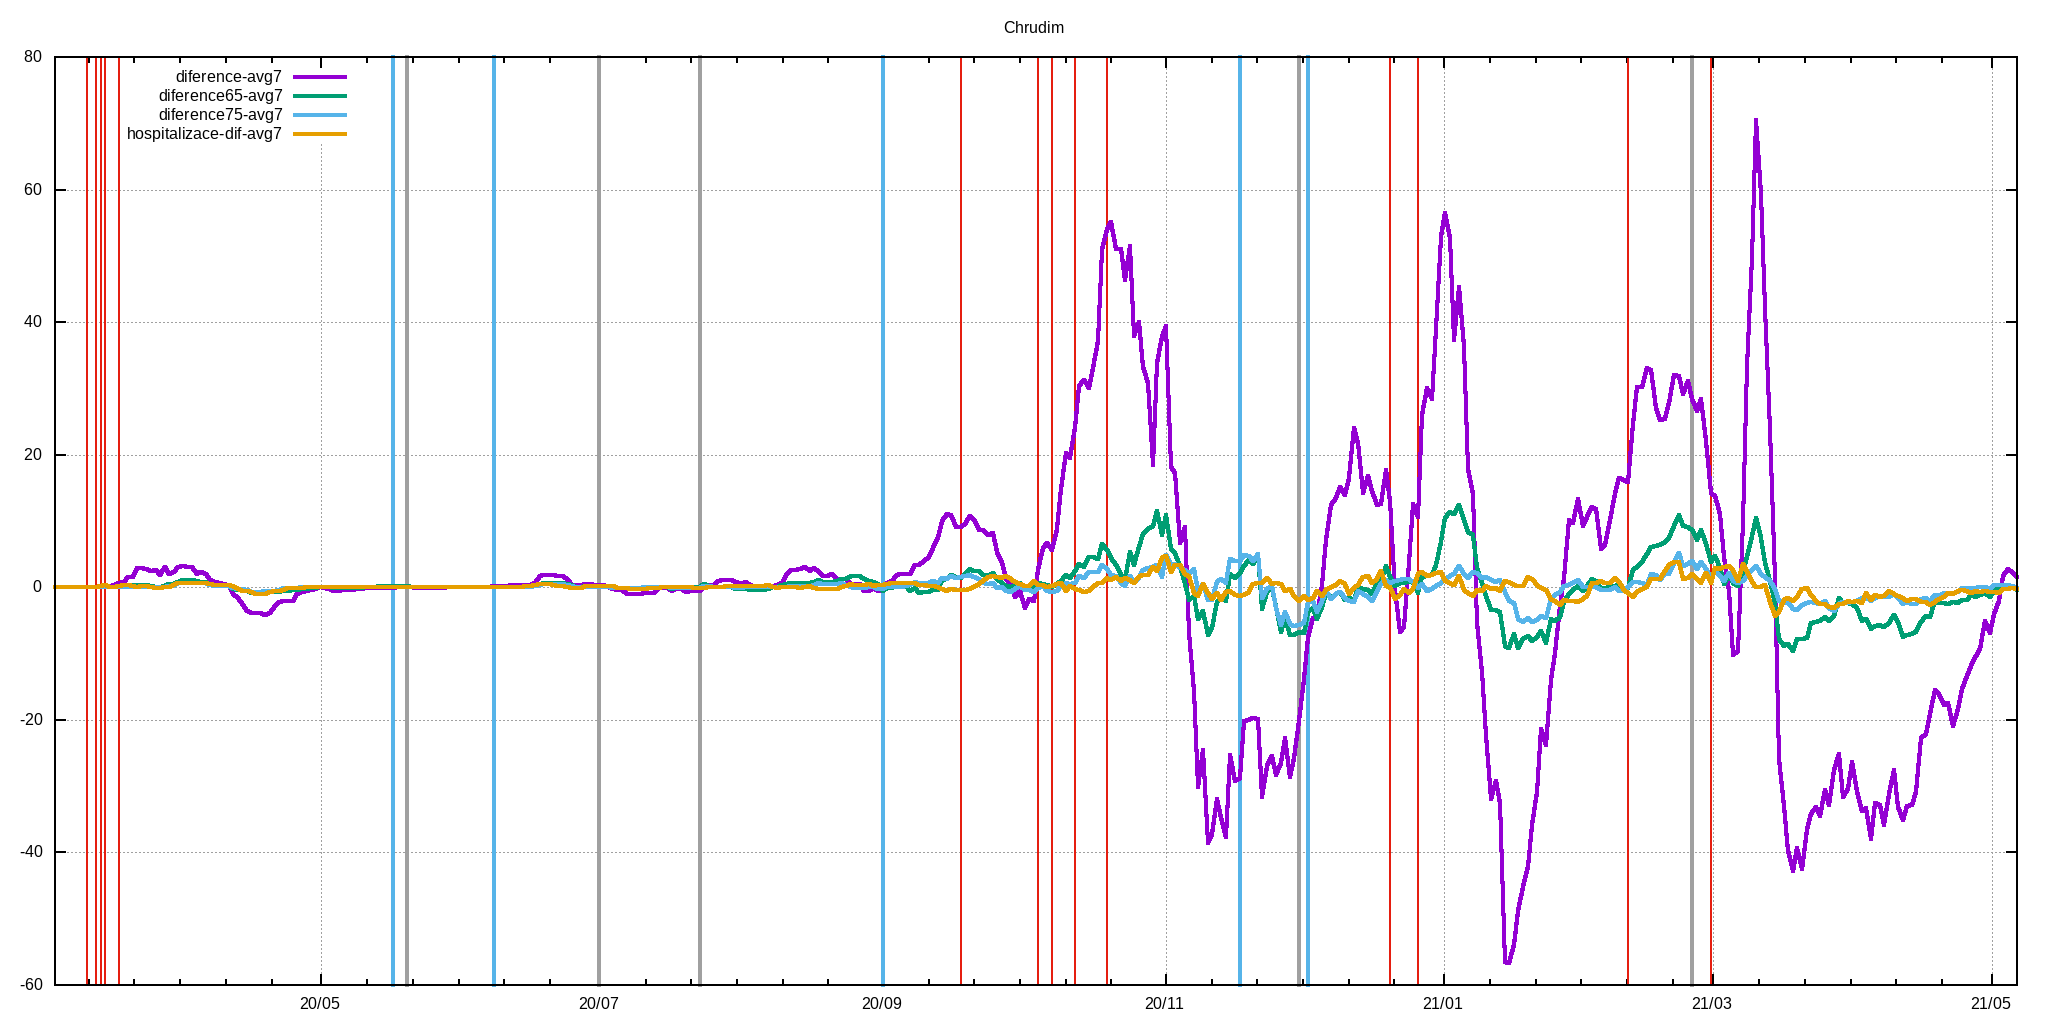 Chrudim
diference-avg7
diference65-avg7
diference75-avg7
hospitalizace-dif-avg7
80
60
40
20
0
-20
-40
-60
20/05 20/07 20/09 20/11 21/01 21/03 21/05